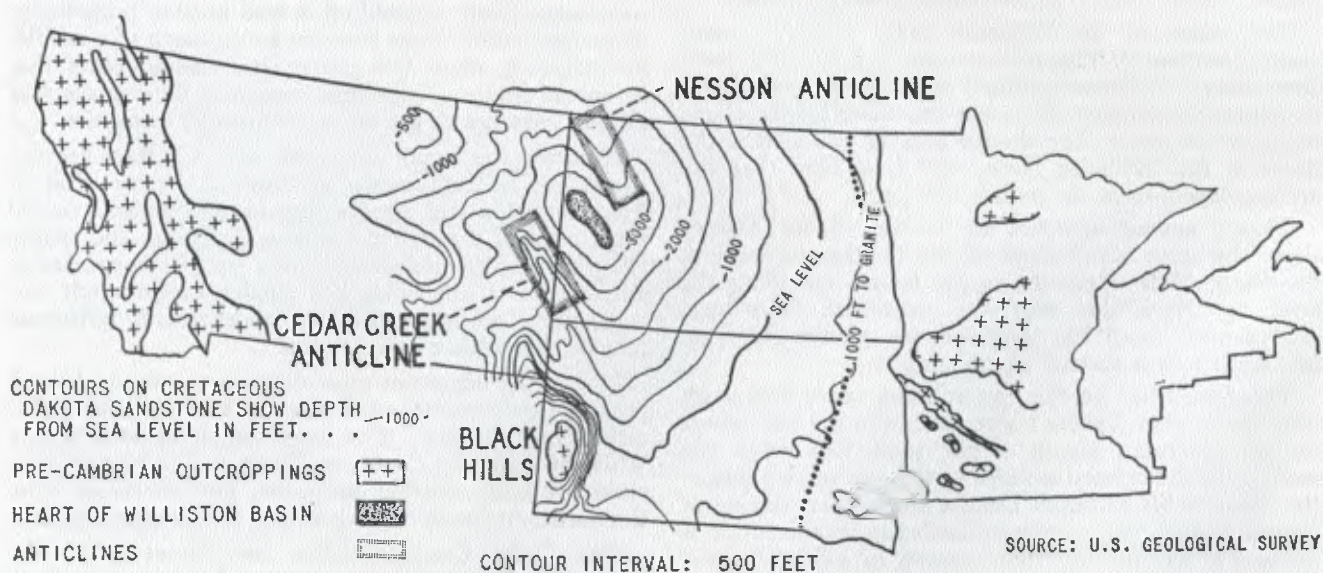 NESSON ANTICLINE
-500
-1000
-3000
-2000
-1000
SEA LEVEL
1000 FT TO GRANITE
CEDAR CREEK
ANTICLINE
BLACK
HILLS
CONTOURS ON CRETACEOUS
DAKOTA SANDSTONE SHOW DEPTH -1000-
FROM SEA LEVEL IN FEET. . .
PRE-CAMBRIAN OUTCROPPINGS
HEART OF WILLISTON BASIN
ANTICLINES
CONTOUR INTERVAL: 500 FEET
SOURCE: U.S. GEOLOGICAL SURVEY